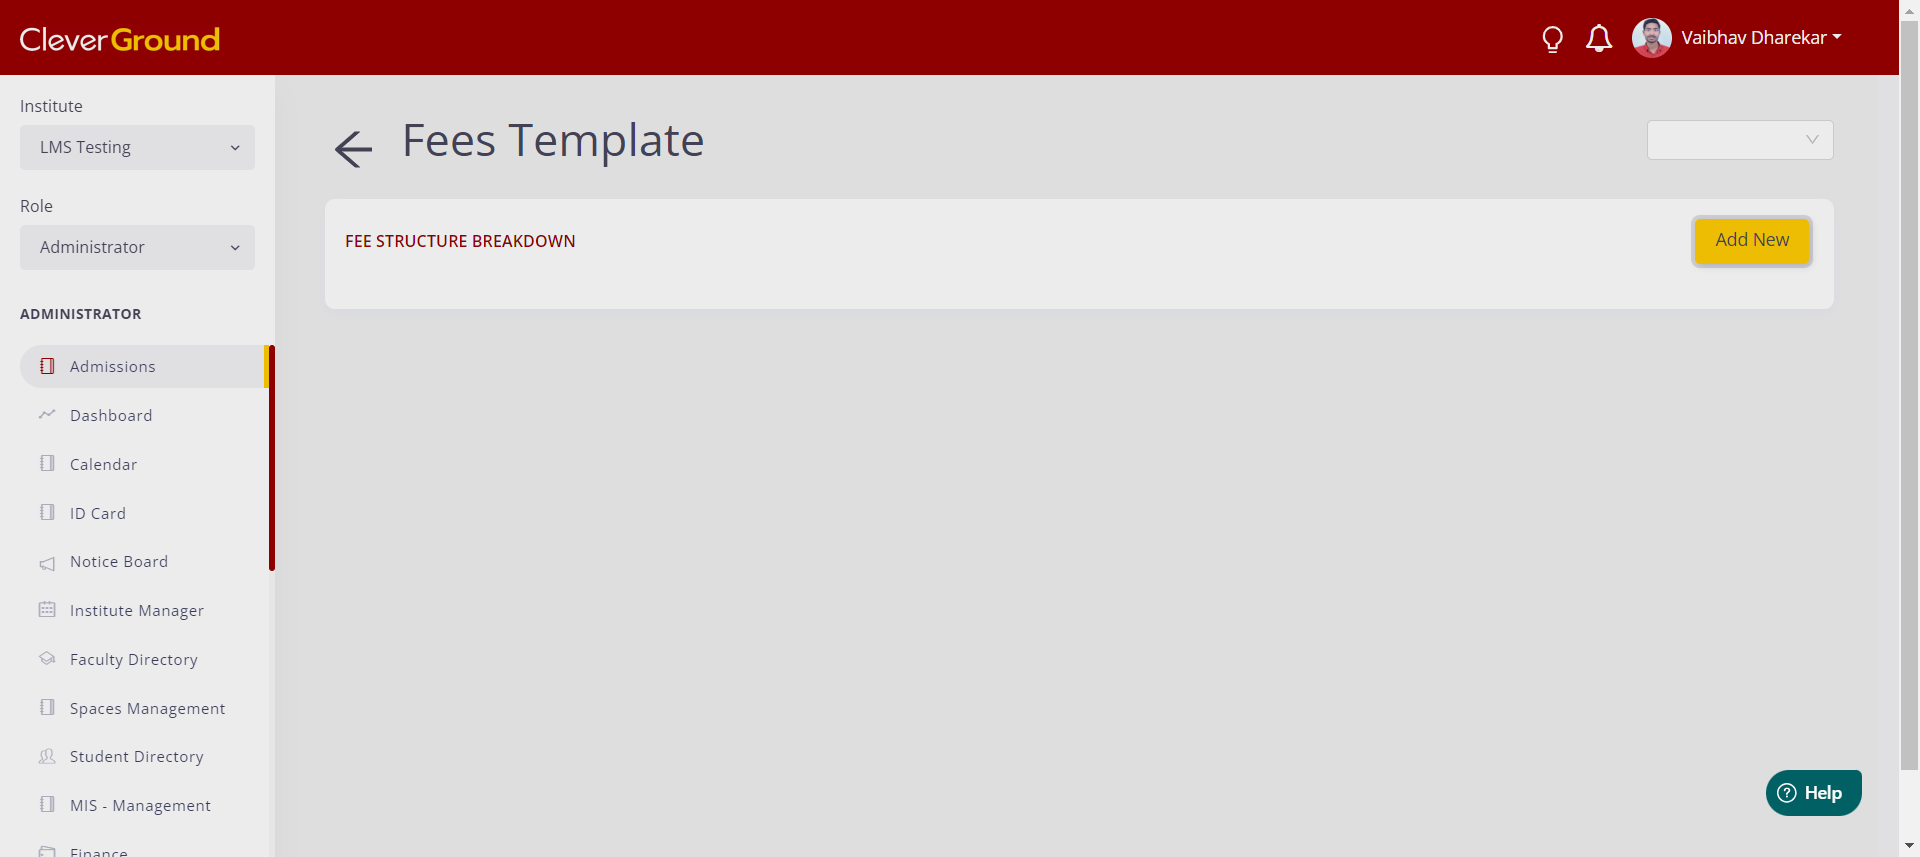 CleverGround
Vaibhav Dharekar
Institute
LMS Testing
Role
Administrator
ADMINISTRATOR
Admissions
Dashboard
Calendar
ID Card
Notice Board
Institute Manager
Faculty Directory
Spaces Management
Student Directory
MIS - Management
Finance
Fees Template
FEE STRUCTURE BREAKDOWN
Add New
Help